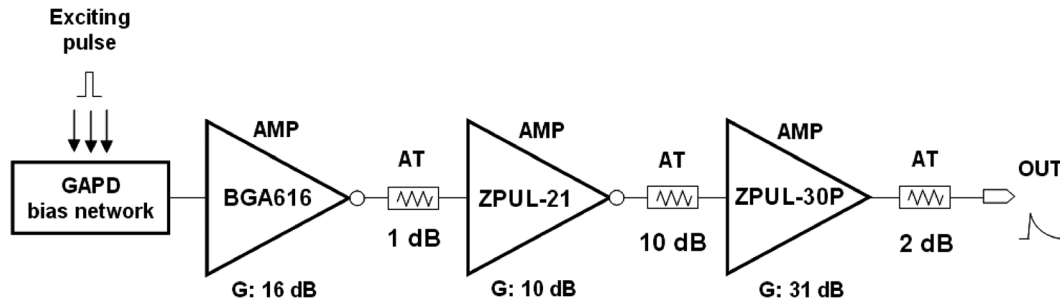 Exciting
pulse
GAPD
bias network
AMP
BGA616
G: 16 dB
AT
1 dB
AMP
ZPUL-21
G: 10 dB
AT
10 dB
AMP
ZPUL-30P
G: 31 dB
AT
2 dB
OUT